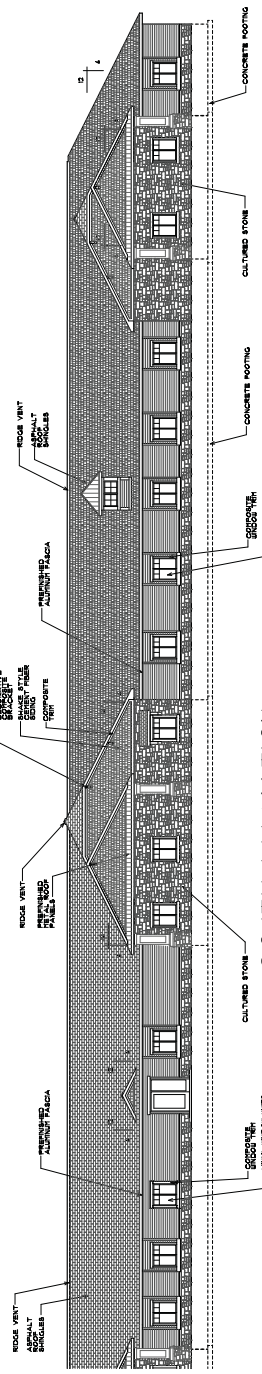 RIDGE VENT
ASPHALT
ROOF
SHINGLES
PREFINISHED
ALUMINUM FASCIA
RIDGE VENT
PREFINISHED
METAL ROOF
PANELS
COMPOSITE
BRACKET
SHAKE STYLE
CEMENT FIBER
SIDING
COMPOSITE
TRIM
PREFINISHED
ALUMINUM FASCIA
RIDGE VENT
ASPHALT
ROOF
SHINGLES
12
4
COMPOSITE
WINDOW TRIM
CULTURED STONE
COMPOSITE
WINDOW TRIM
CONCRETE FOOTING
CULTURED STONE
CONCRETE FOOTING